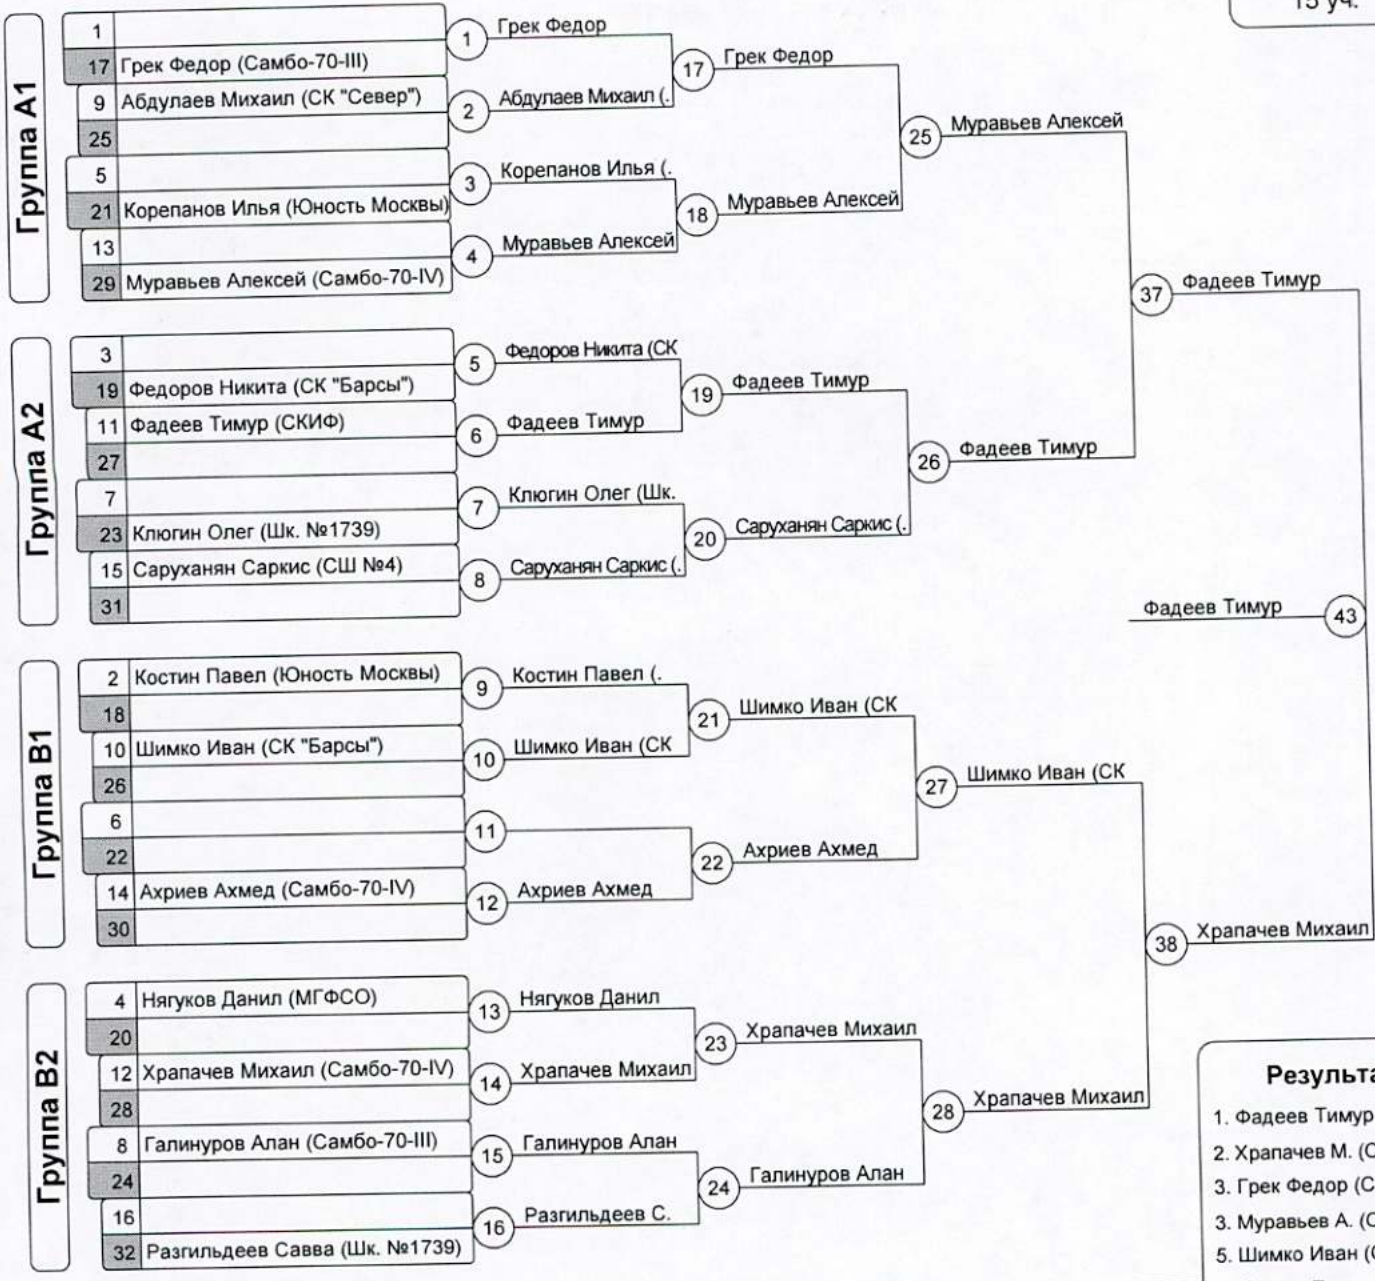 15 уч.
Группа А1
1
17 Грек Федор (Самбо-70-III)
9 Абдулаев Михаил (СК "Север")
25
5
21 Корепанов Илья (Юность Москвы)
13
29 Муравьев Алексей (Самбо-70-IV)
1 Грек Федор
2 Абдулаев Михаил (.
3 Корепанов Илья (.
4 Муравьев Алексей
17 Грек Федор
18 Муравьев Алексей
25 Муравьев Алексей
Группа А2
3
19 Федоров Никита (СК "Барсы")
11 Фадеев Тимур (СКИФ)
27
7
23 Клюгин Олег (Шк. №1739)
15 Саруханян Саркис (СШ №4)
31
5 Федоров Никита (СК
6 Фадеев Тимур
7 Клюгин Олег (Шк.
8 Саруханян Саркис (.
19 Фадеев Тимур
20 Саруханян Саркис (.
26 Фадеев Тимур
37 Фадеев Тимур
Фадеев Тимур 43
Группа В1
2 Костин Павел (Юность Москвы)
18
10 Шимко Иван (СК "Барсы")
26
6
22
14 Ахриев Ахмед (Самбо-70-IV)
30
9 Костин Павел (.
10 Шимко Иван (СК
11
12 Ахриев Ахмед
21 Шимко Иван (СК
22 Ахриев Ахмед
27 Шимко Иван (СК
38 Храпачев Михаил
Группа В2
4 Нягуков Данил (МГФСО)
20
12 Храпачев Михаил (Самбо-70-IV)
28
8 Галинуров Алан (Самбо-70-III)
24
16
32 Разгильдеев Савва (Шк. №1739)
13 Нягуков Данил
14 Храпачев Михаил
15 Галинуров Алан
16 Разгильдеев С.
23 Храпачев Михаил
24 Галинуров Алан
28 Храпачев Михаил
Результа
1. Фадеев Тимур
2. Храпачев М. (С
3. Грек Федор (С
3. Муравьев А. (С
5. Шимко Иван (С